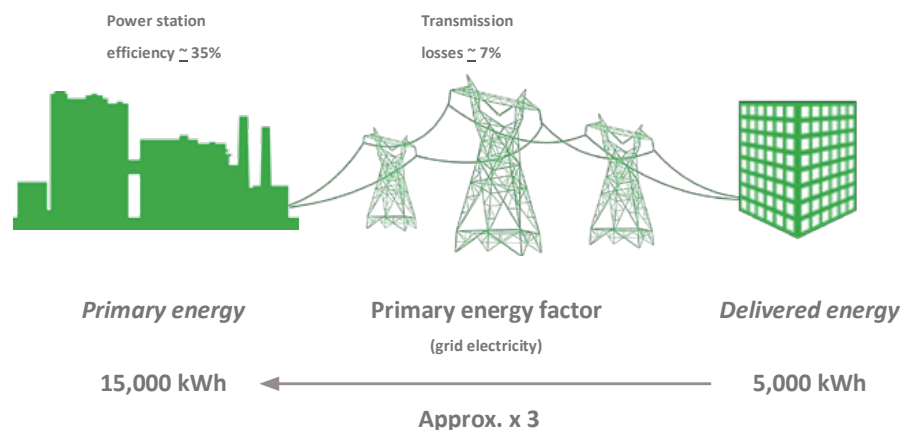 Power station
efficiency ~ 35%
Transmission
losses ~ 7%
Primary energy
Primary energy factor
(grid electricity)
Delivered energy
15,000 kWh
5,000 kWh
Approx. x 3